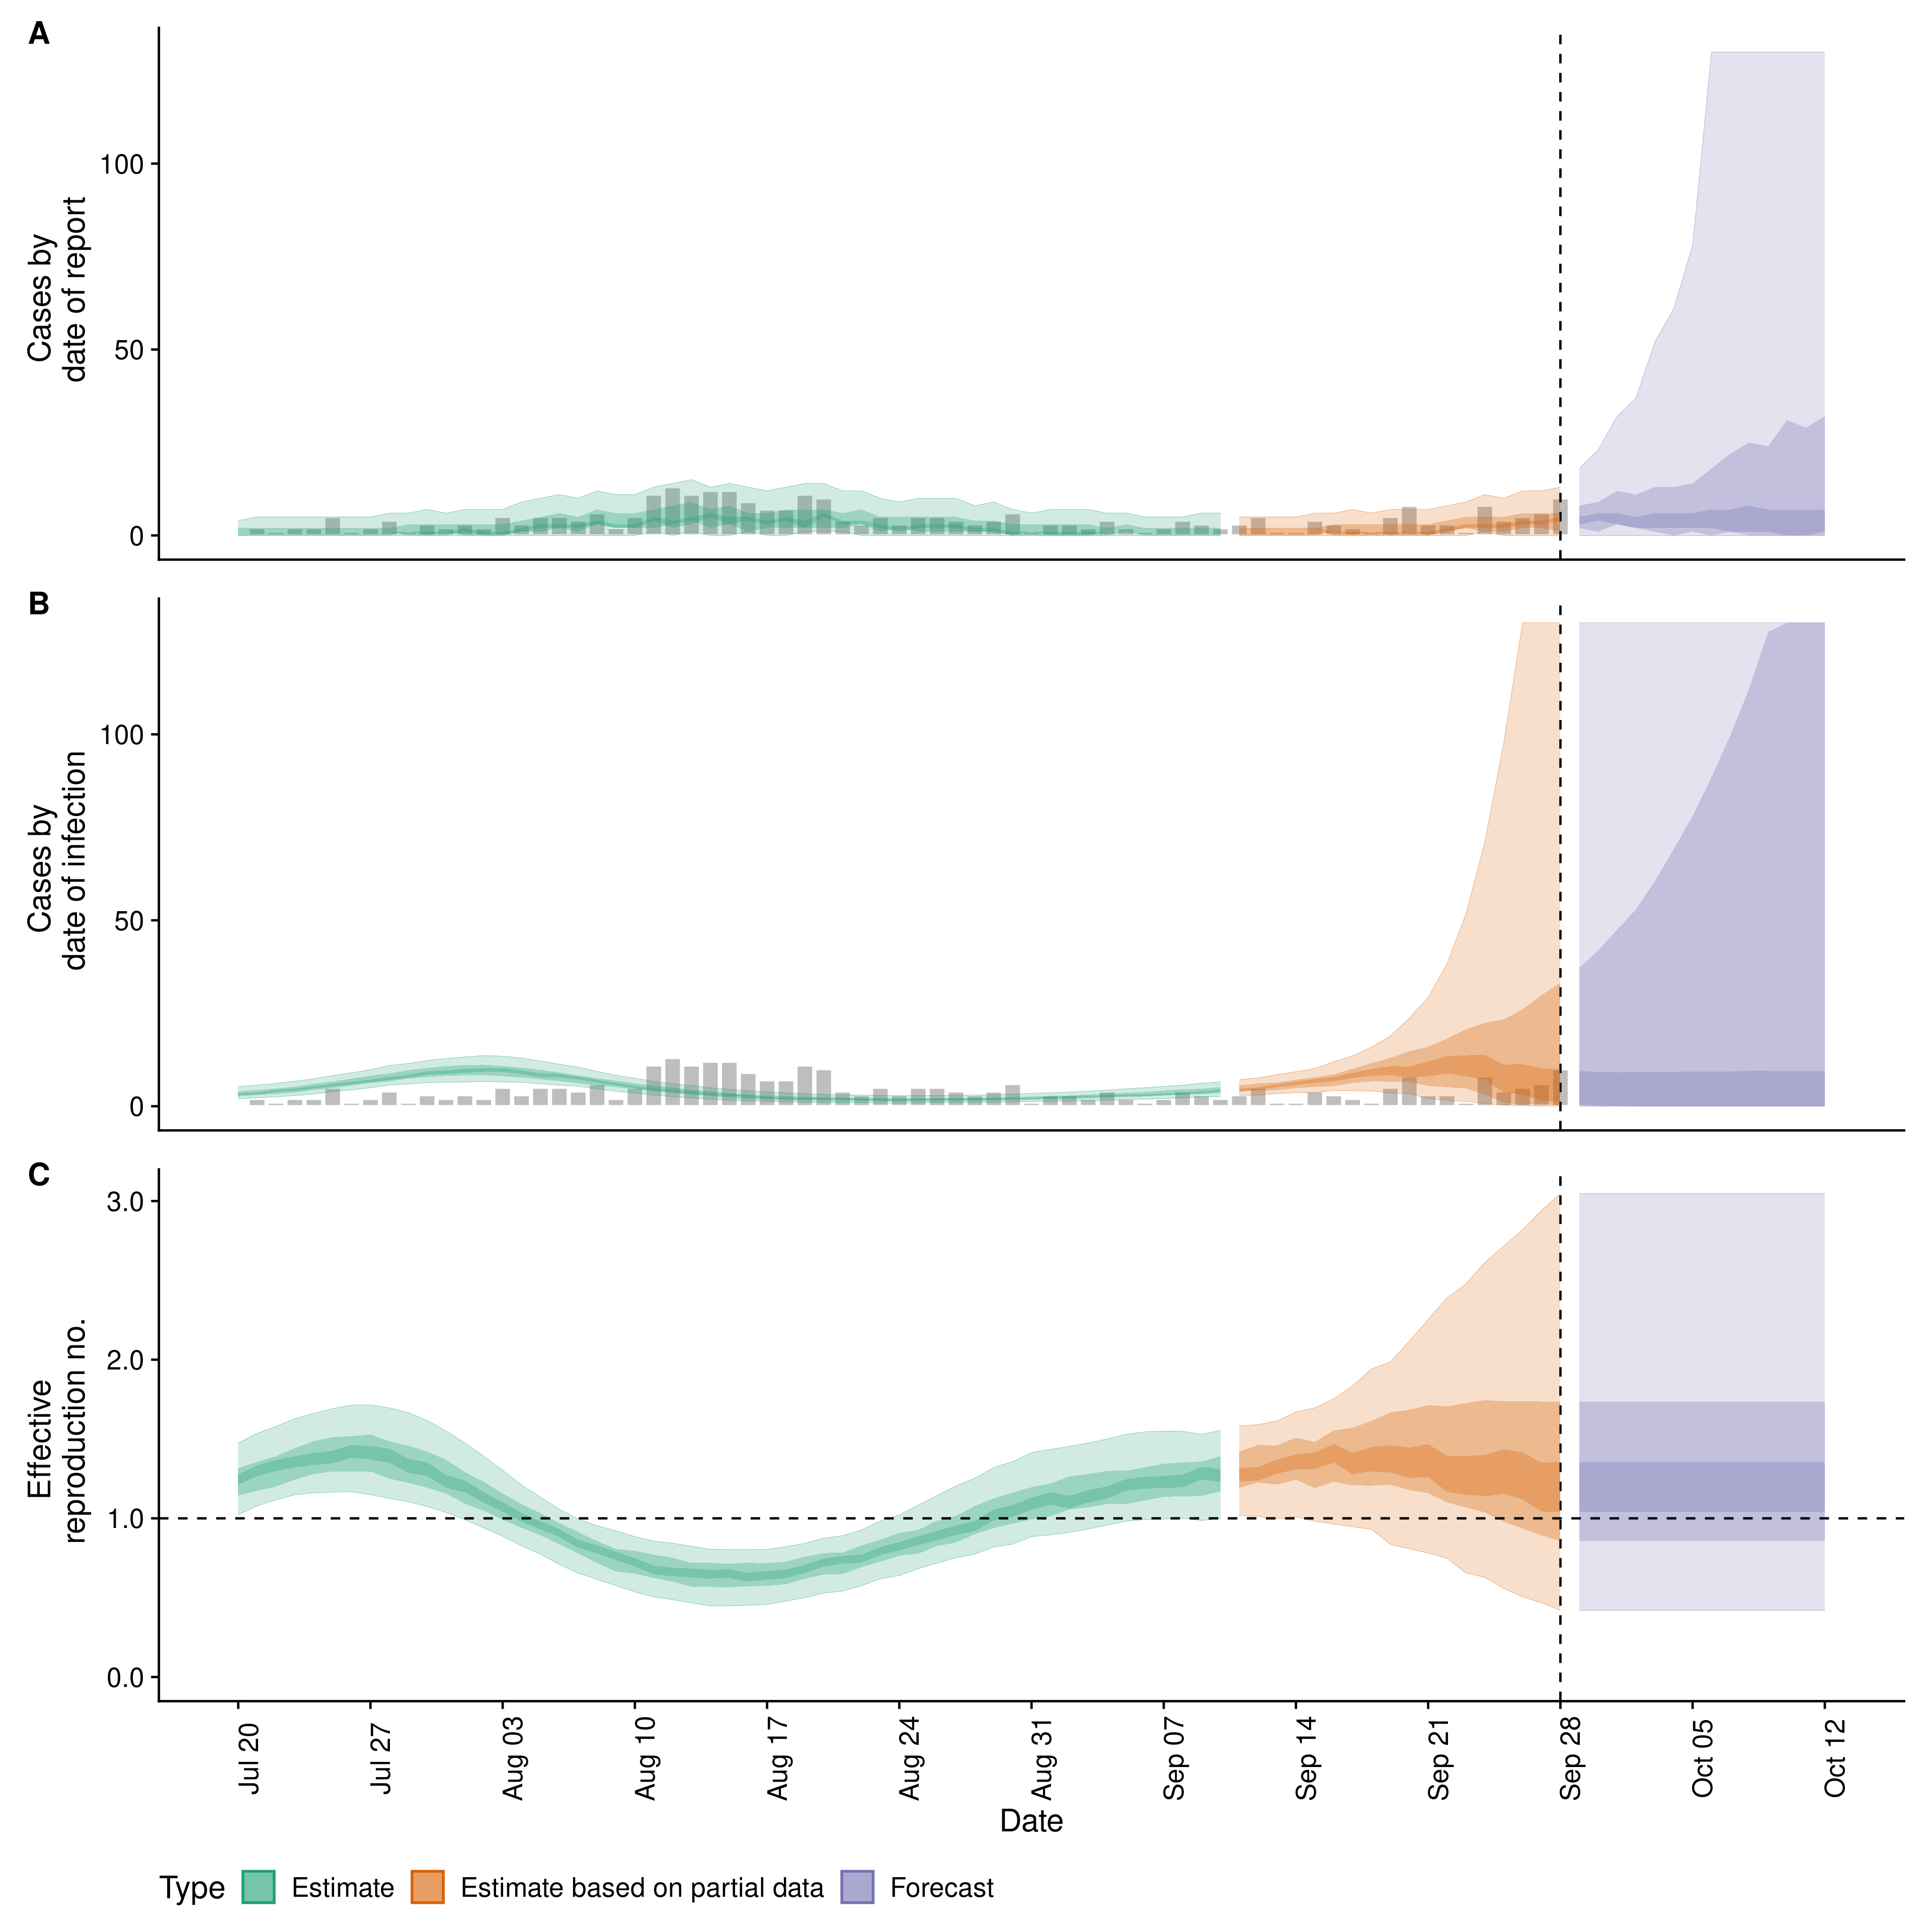 A
Cases by
date of report
100
50
0
B
Cases by
date of infection
100
50
0
C
Effective
reproduction no.
3.0
2.0
1.0
0.0
Jul 20
Jul 27
Aug 03
Aug 10
Aug 17
Aug 24
Aug 31
Sep 07
Sep 14
Sep 21
Sep 28
Oct 05
Oct 12
Date
Type Estimate Estimate based on partial data Forecast